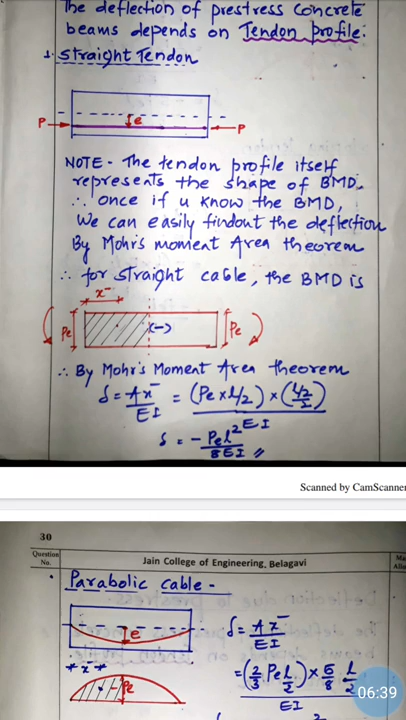 The deflection of prestress concrete
beams depends on Tendon profile:
1. Straight Tendon
P e P
NOTE - The tendon profile itself
represents the shape of BMD.
∴ once if u know the BMD,
We can easily findout the deflection
By Mohr's moment Area theorem
∴ for straight cable, the BMD is
x̄
Pe (-) Pe
∴ By Mohr's Moment Area theorem
δ = Ax̄/EI = (Pe x L/2) x (L/2/2)/EI
δ = - Pel²/8EI //
Scanned by CamScanner
30
Question No.
Jain College of Engineering, Belagavi
• Parabolic cable -
e
δ = Ax̄/EI
x̄
Pe
= (2/3 . Pe L/2) x 5/8 L/2
EI
06:39